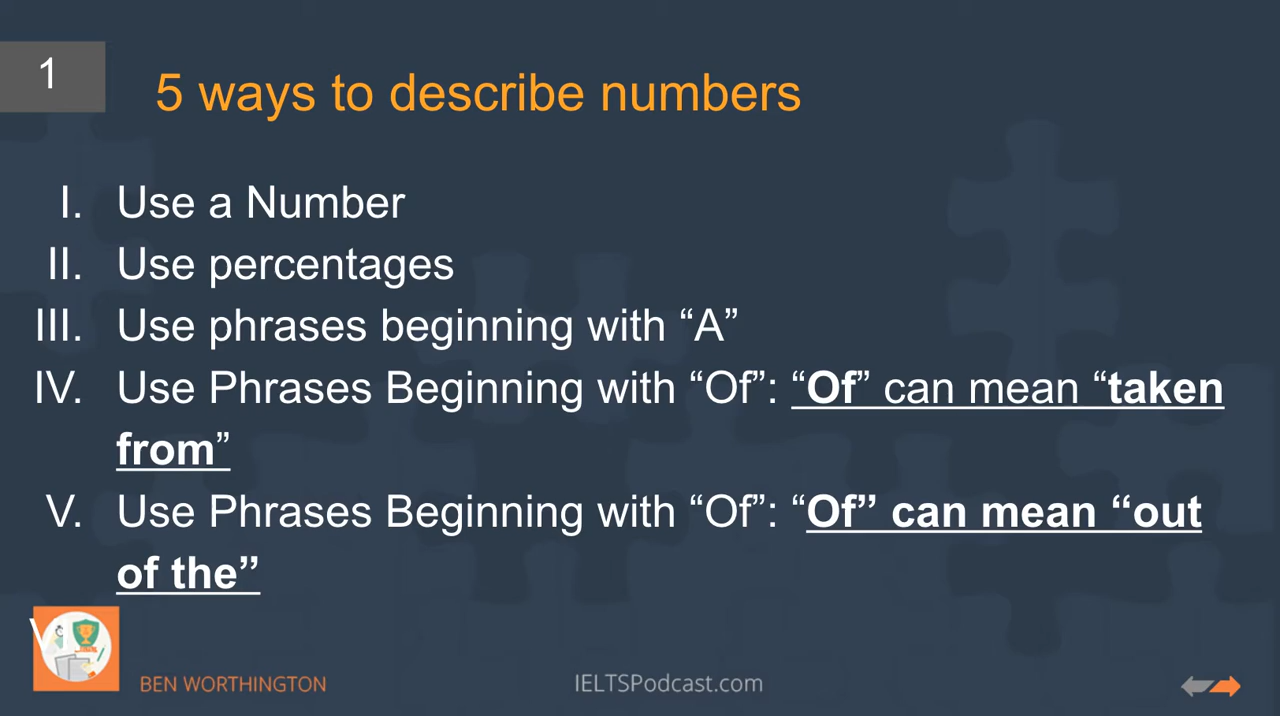 1
5 ways to describe numbers
I. Use a Number
II. Use percentages
III. Use phrases beginning with “A”
IV. Use Phrases Beginning with “Of”: “Of” can mean “taken
from”
V. Use Phrases Beginning with “Of”: “Of” can mean “out
of the”
BEN WORTHINGTON
IELTSPodcast.com